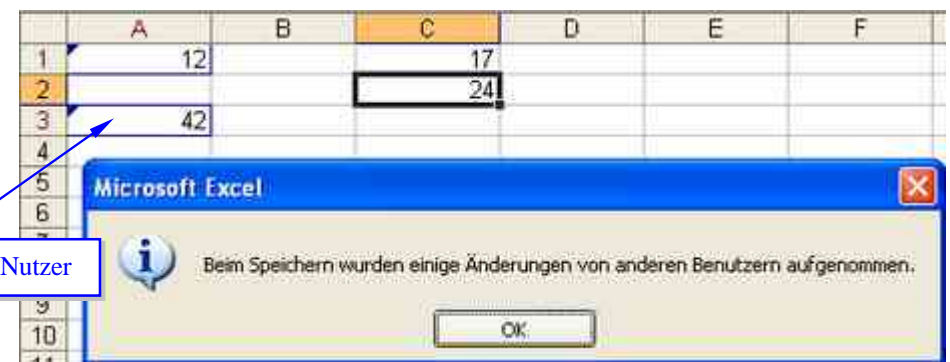 A B C D E F
1 12 17
2 24
3 42
4
5
6
Microsoft Excel
Nutzer
Beim Speichern wurden einige Änderungen von anderen Benutzern aufgenommen.
9
10
OK